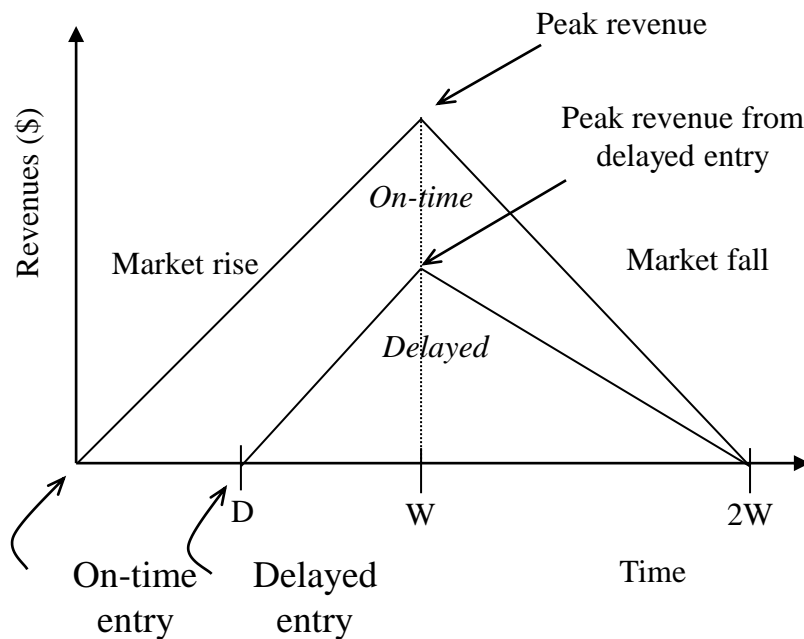 Peak revenue
Revenues ($)
Peak revenue from
delayed entry
On-time
Market rise
Market fall
Delayed
D
W
2W
On-time
entry
Delayed
entry
Time